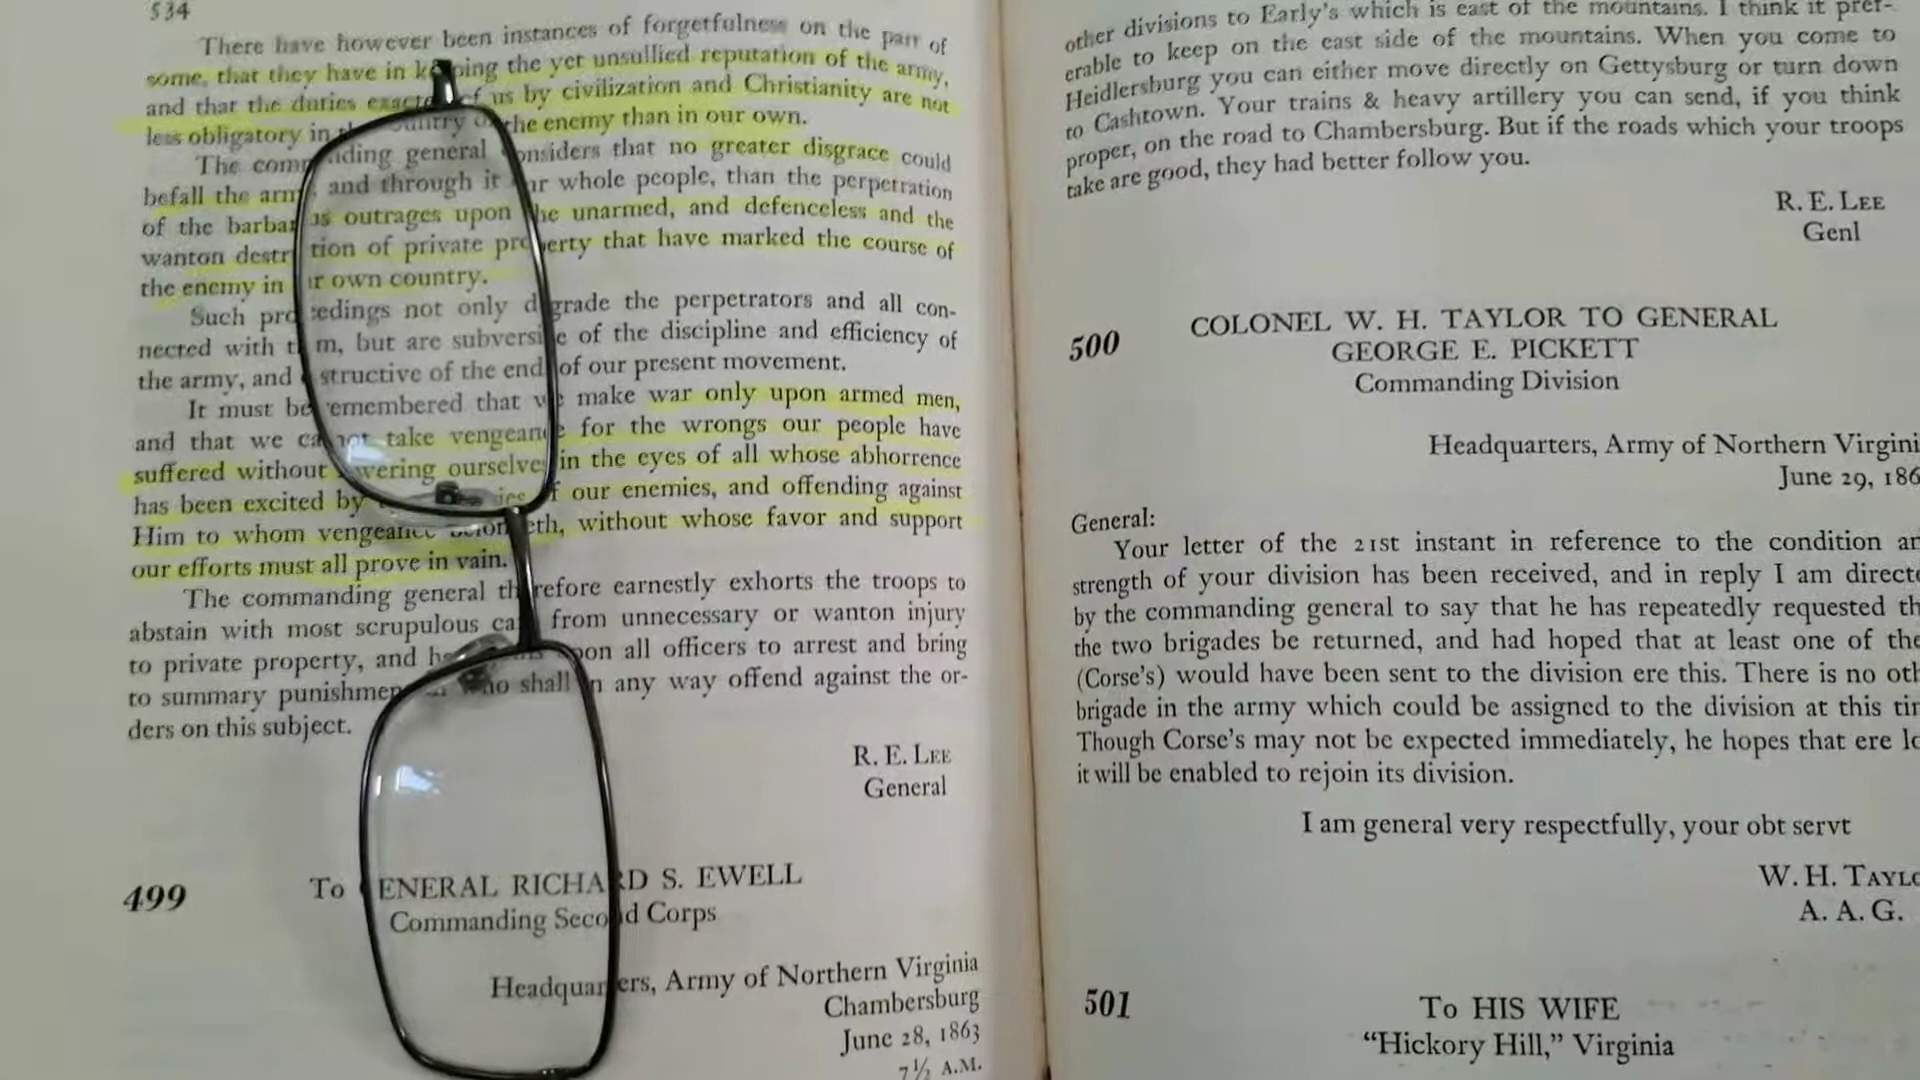 534
There have however been instances of forgetfulness on the part of
some, that they have in keeping the yet unsullied reputation of the army,
and that the duties exacted of us by civilization and Christianity are not
less obligatory in the country of the enemy than in our own.
The commanding general considers that no greater disgrace could
befall the army and through it our whole people, than the perpetration
of the barbarous outrages upon the unarmed, and defenceless and the
wanton destruction of private property that have marked the course of
the enemy in our own country.
Such proceedings not only degrade the perpetrators and all con-
nected with them, but are subversive of the discipline and efficiency of
the army, and destructive of the end of our present movement.
It must be remembered that we make war only upon armed men,
and that we cannot take vengeance for the wrongs our people have
suffered without lowering ourselves in the eyes of all whose abhorrence
has been excited by of our enemies, and offending against
Him to whom vengeance belongeth, without whose favor and support
our efforts must all prove in vain.
The commanding general therefore earnestly exhorts the troops to
abstain with most scrupulous care from unnecessary or wanton injury
to private property, and he upon all officers to arrest and bring
to summary punishment who shall in any way offend against the or-
ders on this subject.
R. E. LEE
General
499
To GENERAL RICHARD S. EWELL
Commanding Second Corps
Headquarters, Army of Northern Virginia
Chambersburg
June 28, 1863
7½ A.M.
other divisions to Early's which is east of the mountains. I think it pref-
erable to keep on the east side of the mountains. When you come to
Heidlersburg you can either move directly on Gettysburg or turn down
to Cashtown. Your trains & heavy artillery you can send, if you think
proper, on the road to Chambersburg. But if the roads which your troops
take are good, they had better follow you.
R. E. LEE
Genl
500
COLONEL W. H. TAYLOR TO GENERAL
GEORGE E. PICKETT
Commanding Division
Headquarters, Army of Northern Virgini
June 29, 186
General:
Your letter of the 21st instant in reference to the condition an
strength of your division has been received, and in reply I am directe
by the commanding general to say that he has repeatedly requested th
the two brigades be returned, and had hoped that at least one of the
(Corse's) would have been sent to the division ere this. There is no oth
brigade in the army which could be assigned to the division at this tim
Though Corse's may not be expected immediately, he hopes that ere lo
it will be enabled to rejoin its division.
I am general very respectfully, your obt servt
W. H. TAYLO
A. A. G.
501
To HIS WIFE
"Hickory Hill," Virginia